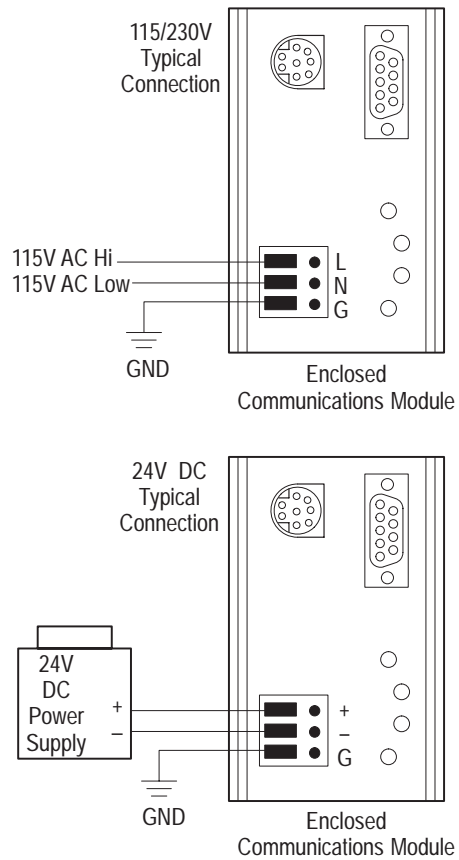 115/230V
Typical
Connection
115V AC Hi
115V AC Low
L
N
G
GND
Enclosed
Communications Module
24V DC
Typical
Connection
24V
DC
Power
Supply
+
–
+
–
G
GND
Enclosed
Communications Module